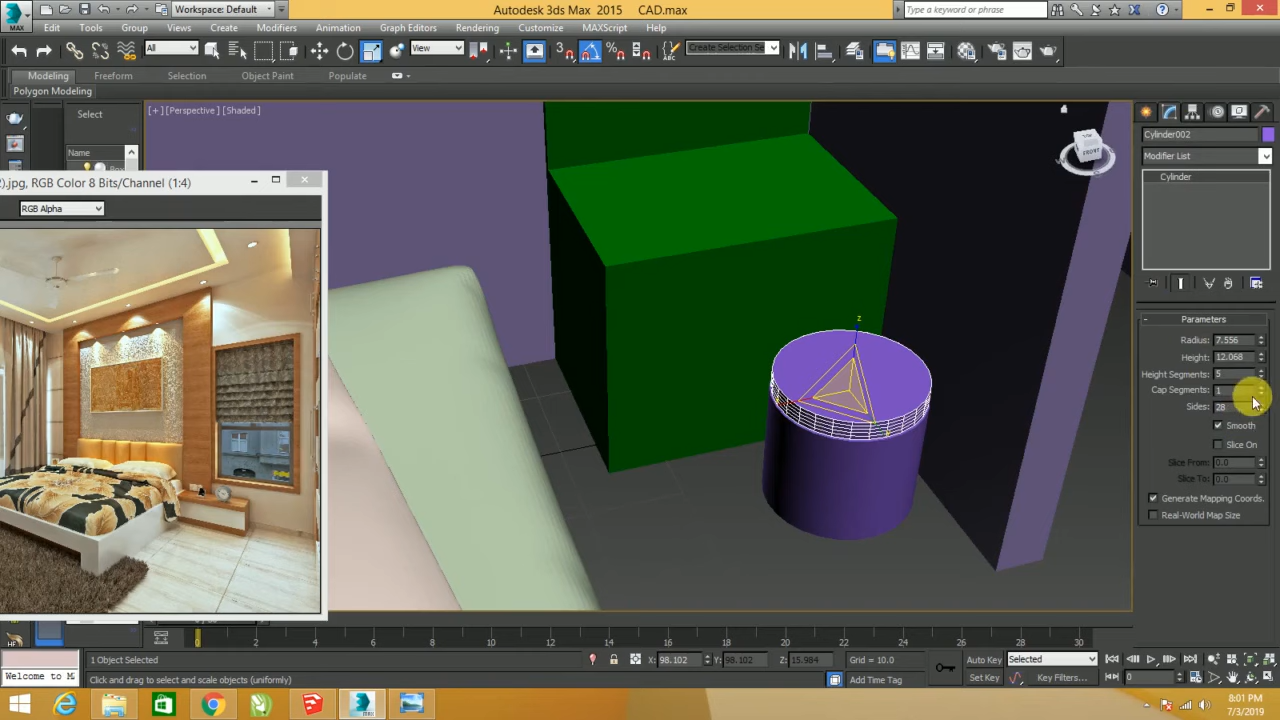 MAX
Workspace: Default
Autodesk 3ds Max 2015 CAD.max
Type a keyword or phrase
Edit Tools Group Views Create Modifiers Animation Graph Editors Rendering Customize MAXScript Help
All
View
3
Create Selection Se
ABC
Modeling Freeform Selection Object Paint Populate
Polygon Modeling
[+] [Perspective] [Shaded]
Select
Name
).jpg, RGB Color 8 Bits/Channel (1:4)
RGB Alpha
FRONT
z
Cylinder002
Modifier List
Cylinder
Parameters
Radius: 7.556
Height: 12.068
Height Segments: 5
Cap Segments: 1
Sides: 28
Smooth
Slice On
Slice From: 0.0
Slice To: 0.0
Generate Mapping Coords.
Real-World Map Size
HF
0 2 4 6 8 10 12 14 16 18 20 22 24 26 28 30
1 Object Selected
X: 98.102 Y: 98.102 Z: 15.984
Grid = 10.0
Auto Key Selected
Set Key Key Filters...
0
Welcome to M
Click and drag to select and scale objects (uniformly)
Add Time Tag
8:01 PM
7/3/2019